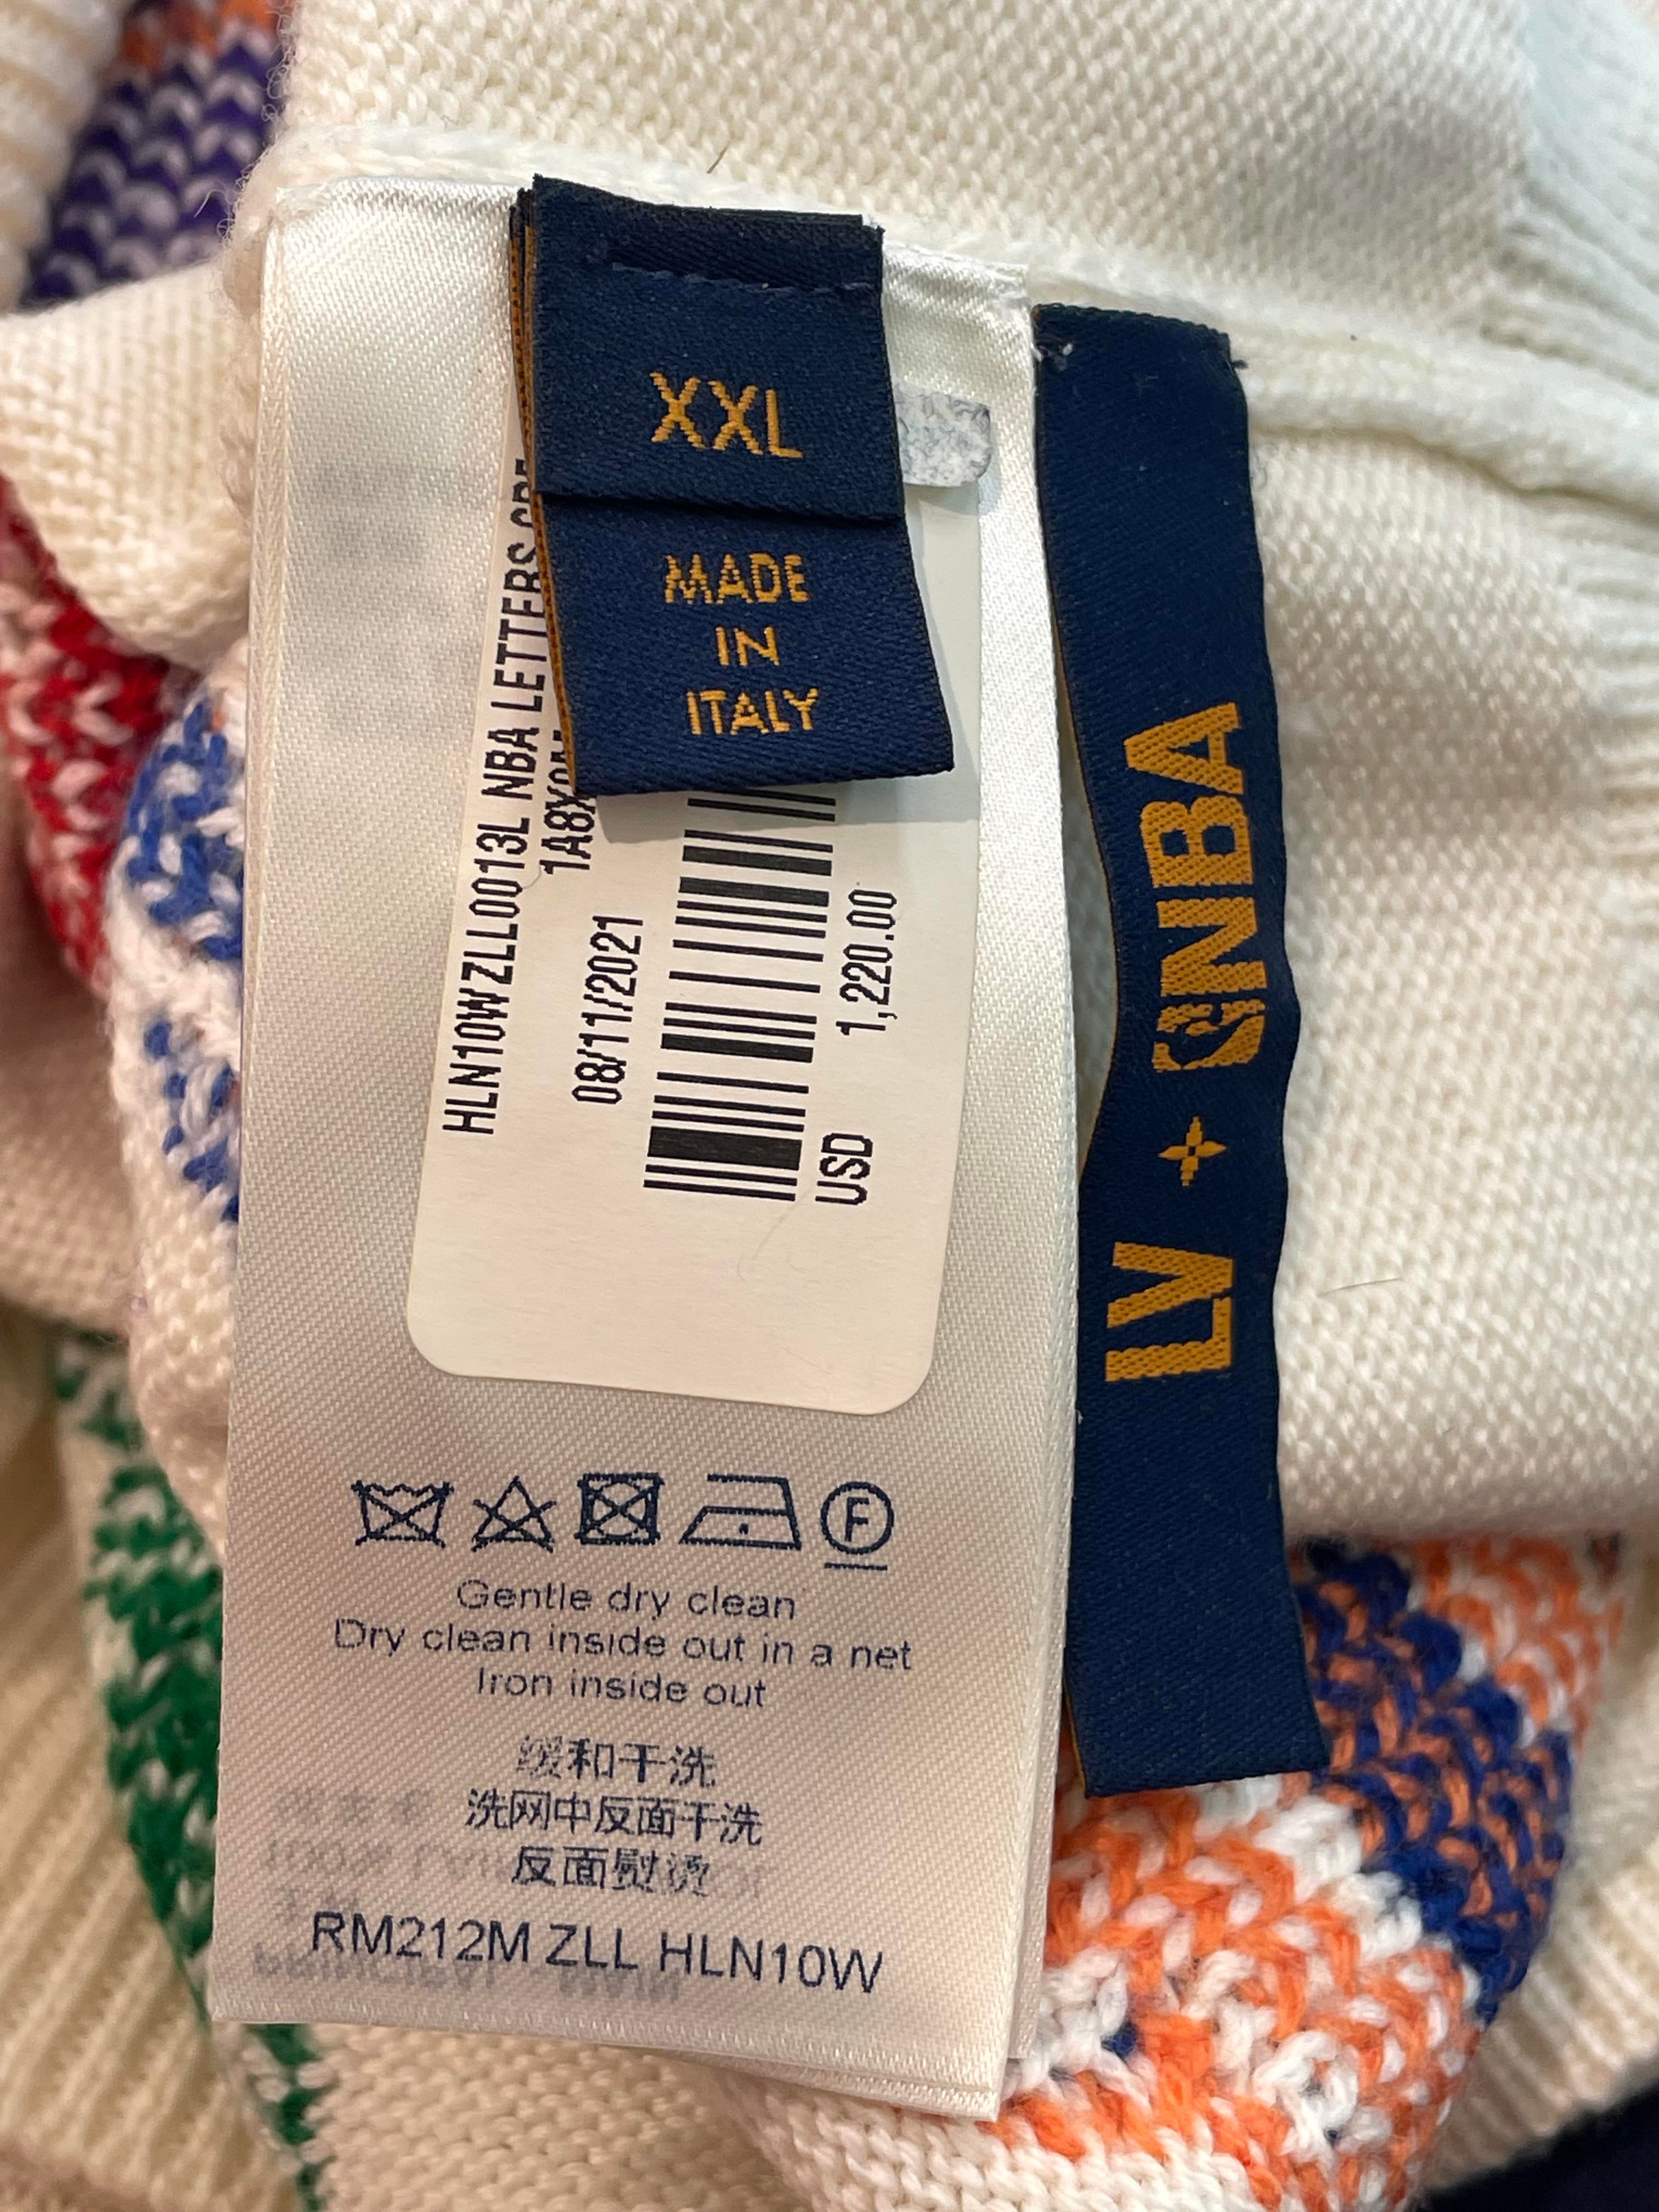 XXL
MADE
IN
ITALY
HLN10WZLL0013L NBA LETTERS
08/11/2021
USD 1,220.00
LV NBA
F
Gentle dry clean
Dry clean inside out in a net
Iron inside out
缓和干洗
洗网中反面干洗
反面熨烫
RM212M ZLL HLN10W